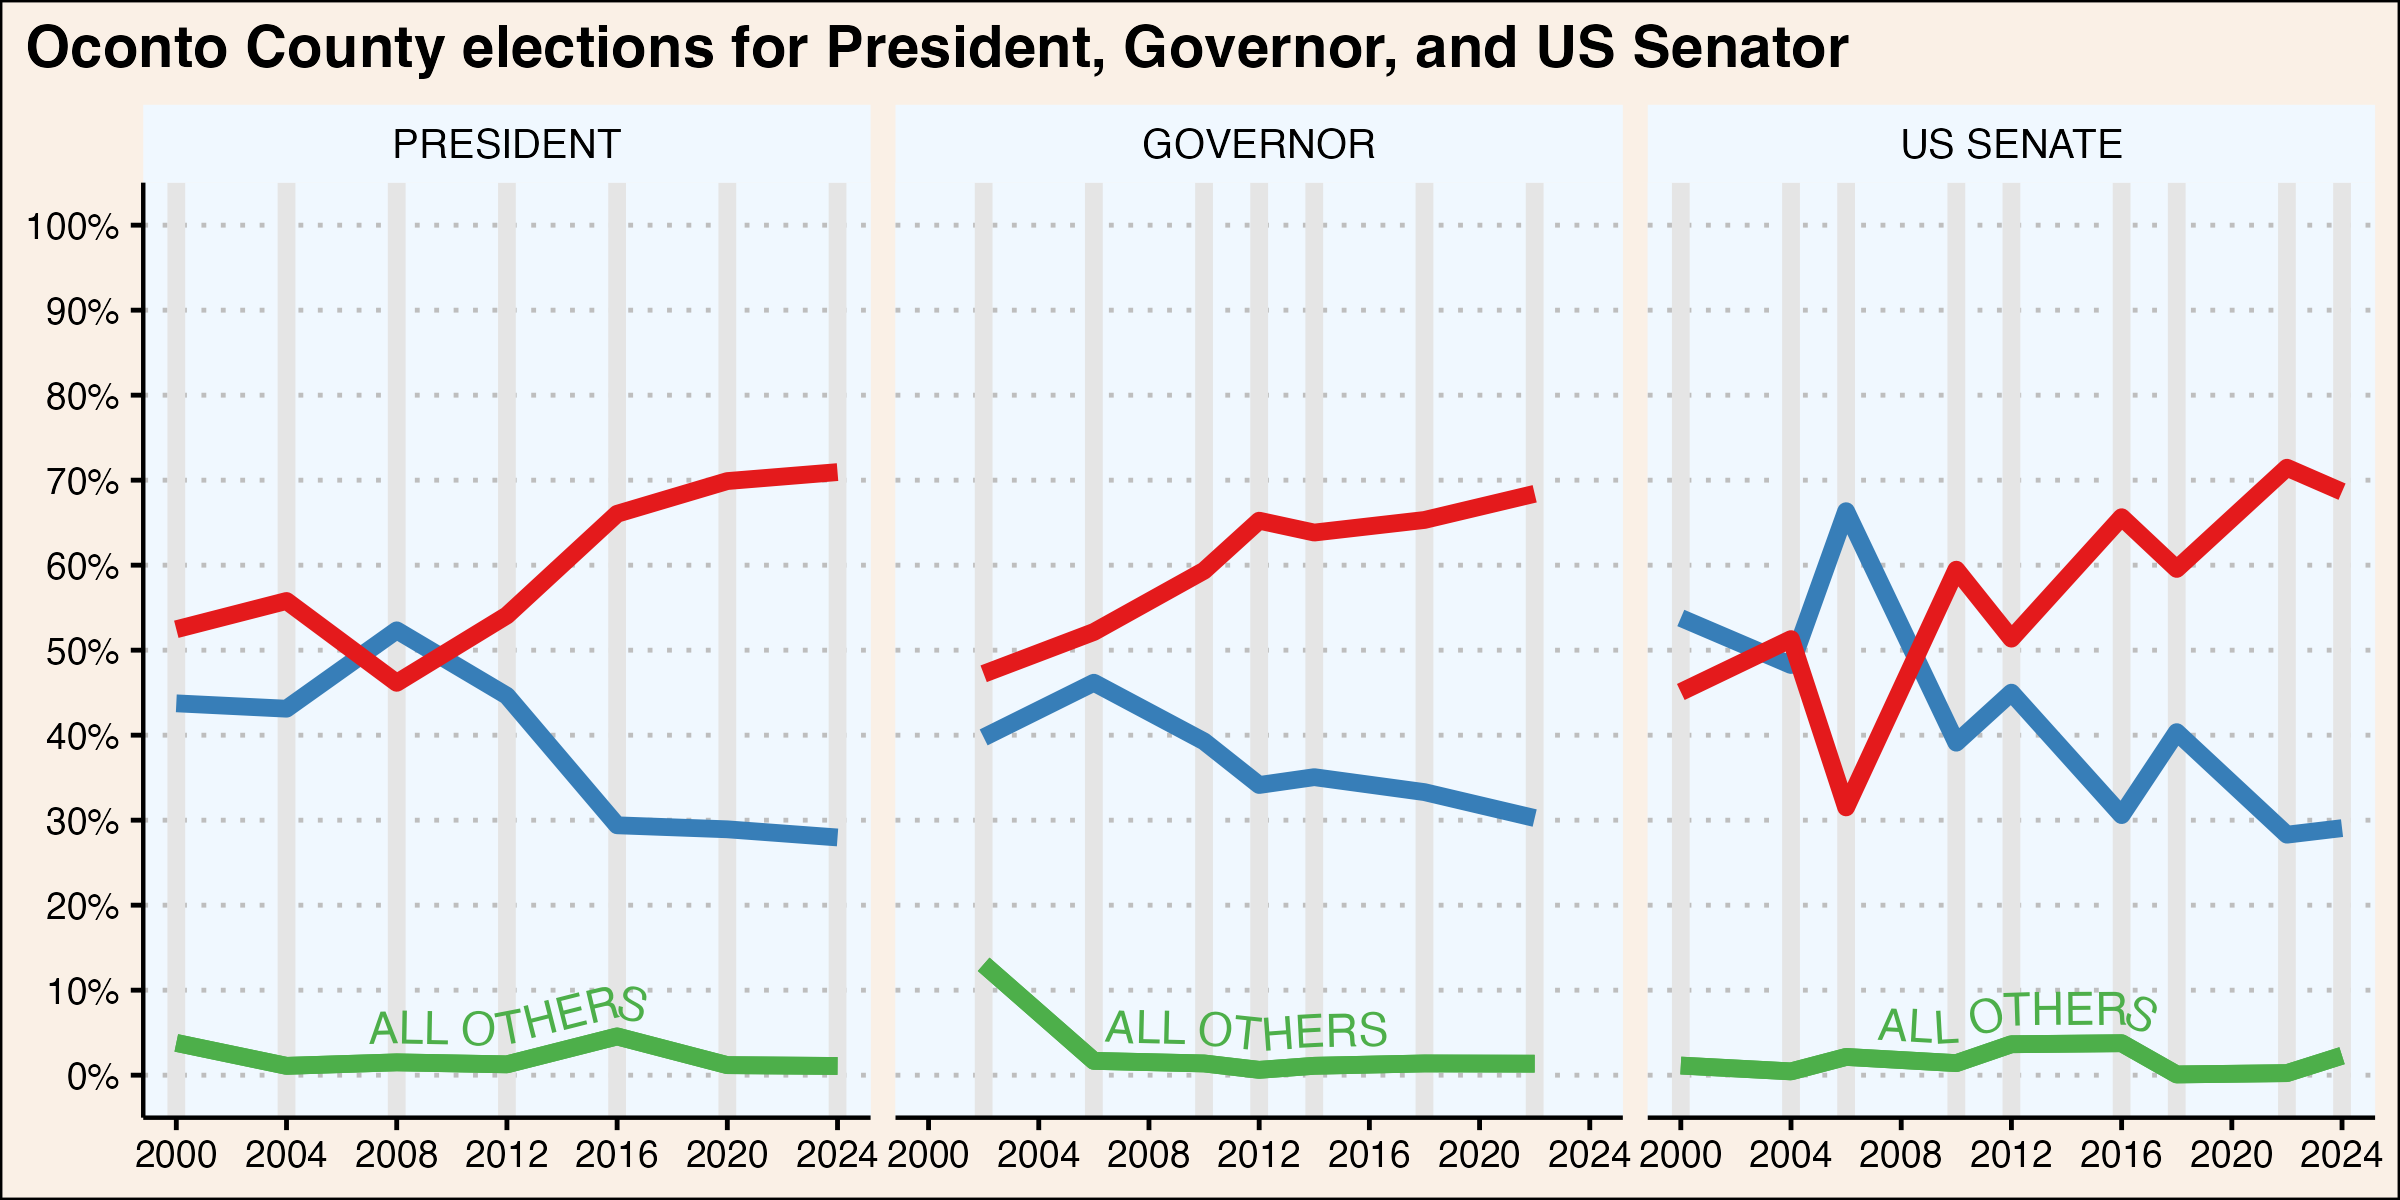 Oconto County elections for President, Governor, and US Senator
PRESIDENT
GOVERNOR
US SENATE
100%
90%
80%
70%
60%
50%
40%
30%
20%
10%
0%
ALL OTHERS
ALL OTHERS
ALL OTHERS
2000 2004 2008 2012 2016 2020 2024
2000 2004 2008 2012 2016 2020 2024
2000 2004 2008 2012 2016 2020 2024